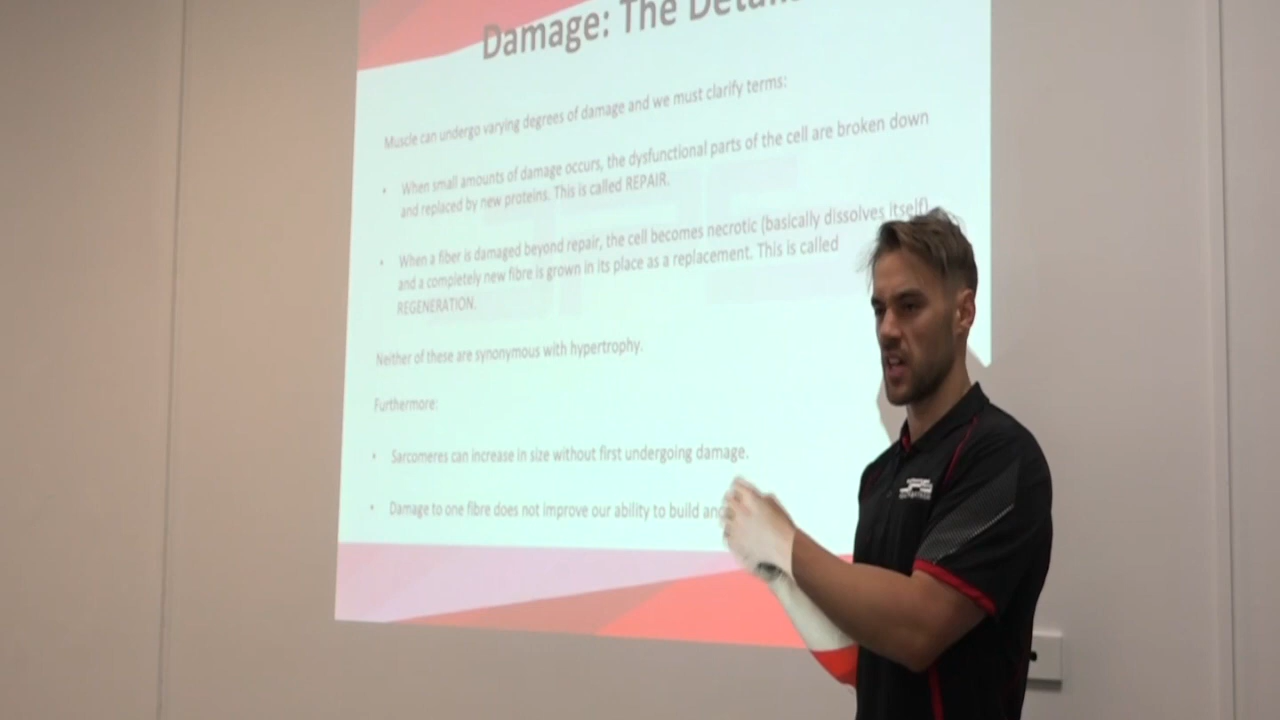 Damage: The Details
Muscle can undergo varying degrees of damage and we must clarify terms:
• When small amounts of damage occurs, the dysfunctional parts of the cell are broken down
and replaced by new proteins. This is called REPAIR.
• When a fiber is damaged beyond repair, the cell becomes necrotic (basically dissolves itself)
and a completely new fibre is grown in its place as a replacement. This is called
REGENERATION.
Neither of these are synonymous with hypertrophy.
Furthermore:
• Sarcomeres can increase in size without first undergoing damage.
• Damage to one fibre does not improve our ability to build